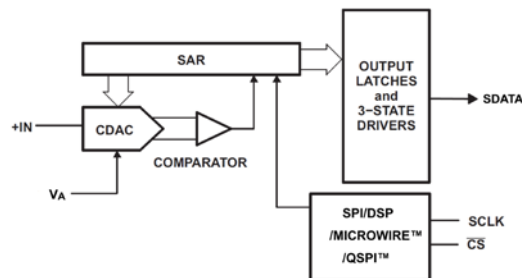 SAR
OUTPUT
LATCHES
and
3−STATE
DRIVERS
SDATA
+IN
CDAC
COMPARATOR
VA
SPI/DSP
/MICROWIRE™
/QSPI™
SCLK
CS